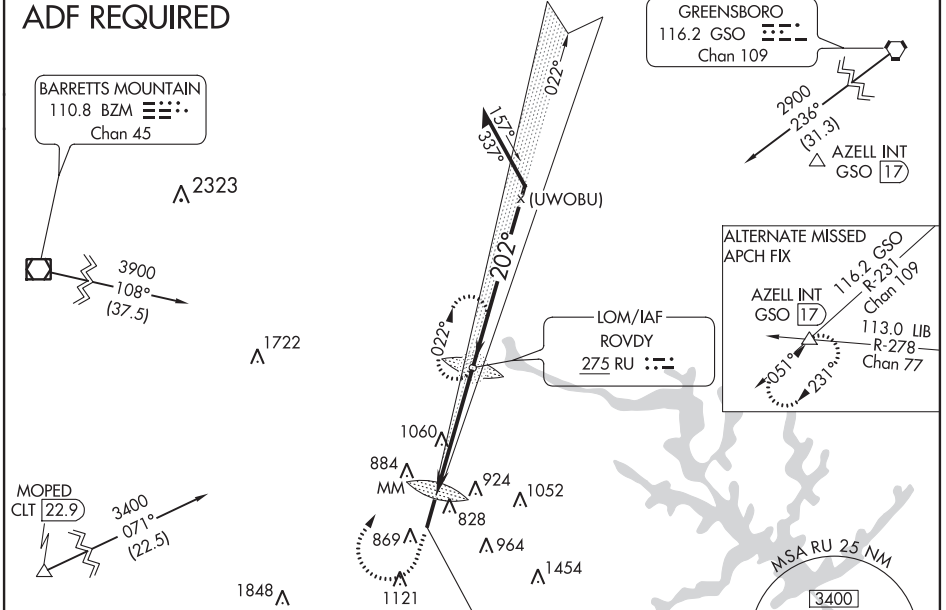 ADF REQUIRED
GREENSBORO
116.2 GSO
Chan 109
BARRETTS MOUNTAIN
110.8 BZM
Chan 45
2323
022°
157°
337°
(UWOBU)
2900
236°
(31.3)
AZELL INT
GSO 17
3900
108°
(37.5)
202°
ALTERNATE MISSED
APCH FIX
116.2 GSO
R-231
Chan 109
AZELL INT
GSO 17
113.0 LIB
R-278
Chan 77
051°
231°
1722
022°
LOM/IAF
ROVDY
275 RU
1060
884
MM
924
1052
828
869
964
1454
1121
1848
MOPED
CLT 22.9
3400
071°
(22.5)
MSA RU 25 NM
3400